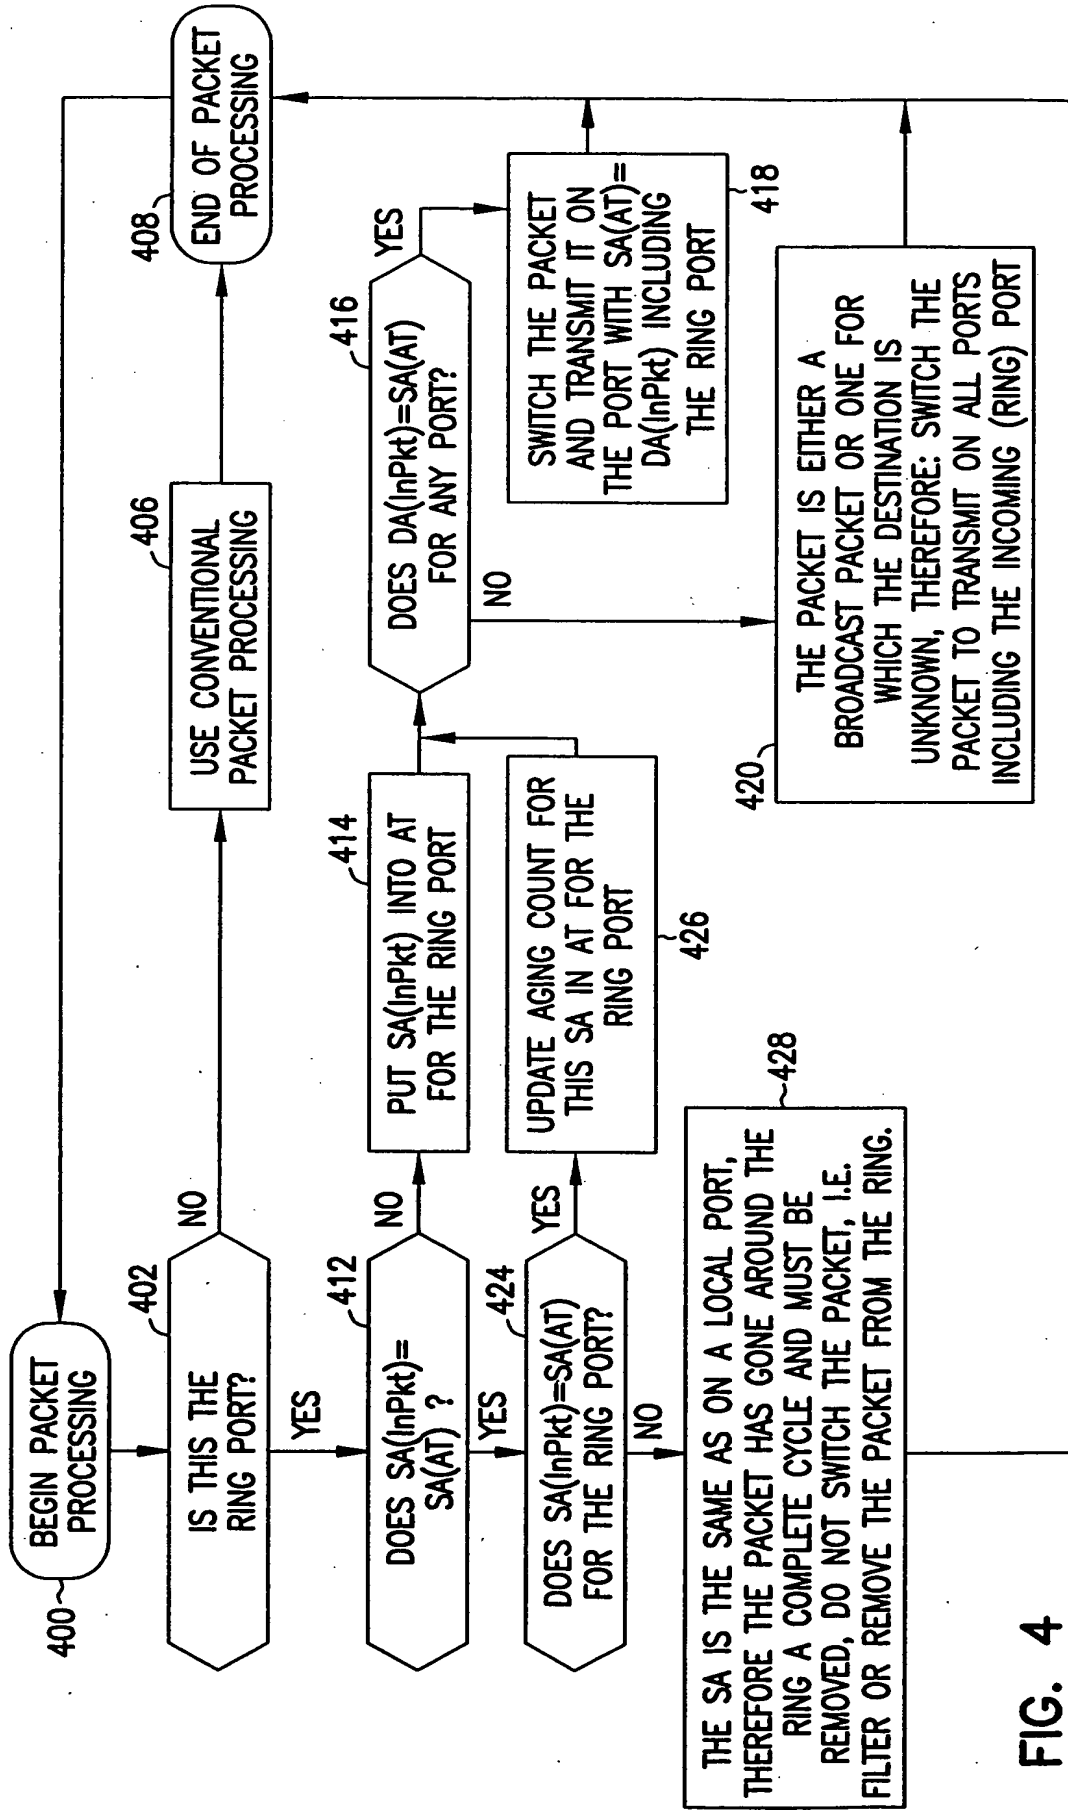 400
BEGIN PACKET
PROCESSING
402
IS THIS THE
RING PORT?
NO
YES
406
USE CONVENTIONAL
PACKET PROCESSING
408
END OF PACKET
PROCESSING
412
DOES SA(InPkt)=
SA(AT) ?
NO
YES
414
PUT SA(InPkt) INTO AT
FOR THE RING PORT
416
DOES DA(InPkt)=SA(AT)
FOR ANY PORT?
YES
NO
SWITCH THE PACKET
AND TRANSMIT IT ON
THE PORT WITH SA(AT)=
DA(InPkt) INCLUDING
THE RING PORT
418
424
DOES SA(InPkt)=SA(AT)
FOR THE RING PORT?
YES
NO
UPDATE AGING COUNT FOR
THIS SA IN AT FOR THE
RING PORT
426
420
THE PACKET IS EITHER A
BROADCAST PACKET OR ONE FOR
WHICH THE DESTINATION IS
UNKNOWN, THEREFORE: SWITCH THE
PACKET TO TRANSMIT ON ALL PORTS
INCLUDING THE INCOMING (RING) PORT
428
THE SA IS THE SAME AS ON A LOCAL PORT,
THEREFORE THE PACKET HAS GONE AROUND THE
RING A COMPLETE CYCLE AND MUST BE
REMOVED, DO NOT SWITCH THE PACKET, I.E.
FILTER OR REMOVE THE PACKET FROM THE RING.
FIG. 4